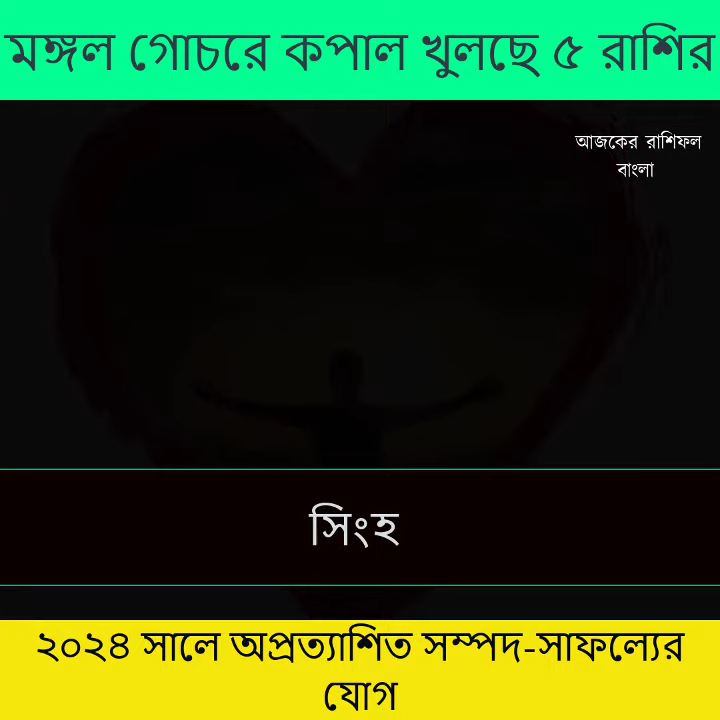 মঙ্গল গোচরে কপাল খুলছে ৫ রাশির
আজকের রাশিফল
বাংলা
সিংহ
২০২৪ সালে অপ্রত্যাশিত সম্পদ-সাফল্যের
যোগ